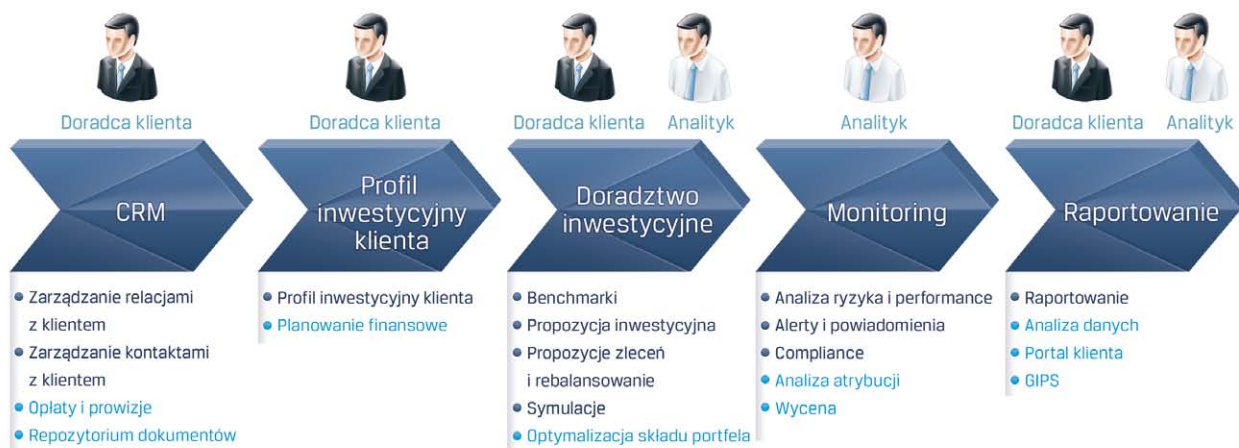 Doradca klienta
Doradca klienta
Doradca klienta
Analityk
Analityk
Doradca klienta
Analityk
CRM
Profil
inwestycyjny
klienta
Doradztwo
inwestycyjne
Monitoring
Raportowanie
Zarządzanie relacjami
z klientem
Zarządzanie kontaktami
z klientem
Opłaty i prowizje
Repozytorium dokumentów
Profil inwestycyjny klienta
Planowanie finansowe
Benchmarki
Propozycja inwestycyjna
Propozycje zleceń
i rebalansowanie
Symulacje
Optymalizacja składu portfela
Analiza ryzyka i performance
Alerty i powiadomienia
Compliance
Analiza atrybucji
Wycena
Raportowanie
Analiza danych
Portal klienta
GIPS